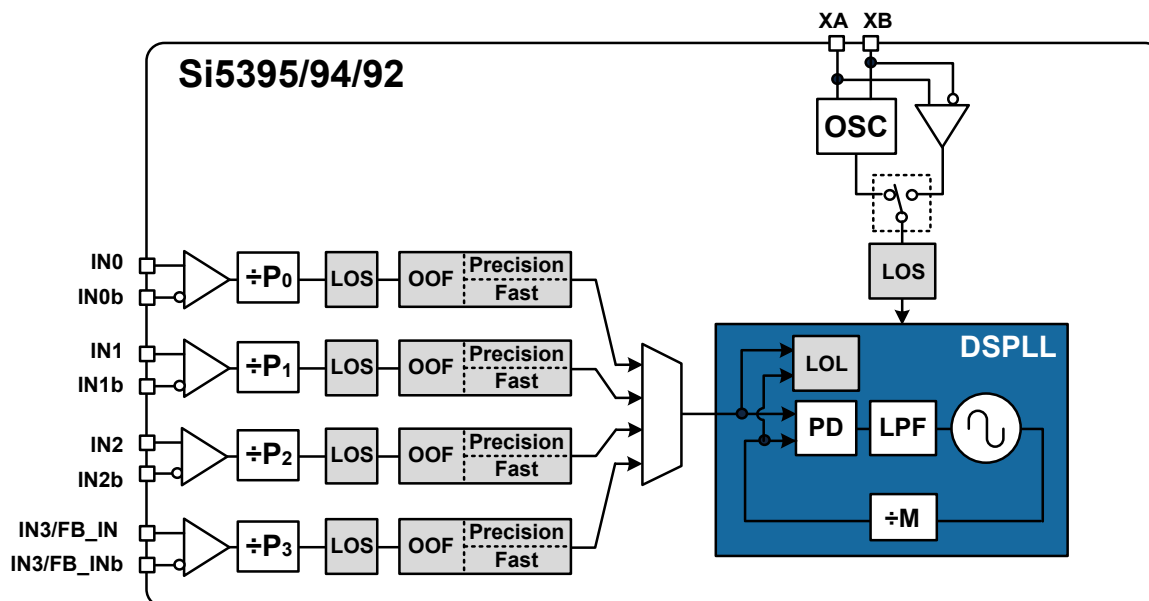 XA XB
Si5395/94/92
OSC
LOS
IN0
IN0b
÷P0
LOS
OOF
Precision
Fast
IN1
IN1b
÷P1
LOS
OOF
Precision
Fast
IN2
IN2b
÷P2
LOS
OOF
Precision
Fast
IN3/FB_IN
IN3/FB_INb
÷P3
LOS
OOF
Precision
Fast
DSPLL
LOL
PD
LPF
÷M